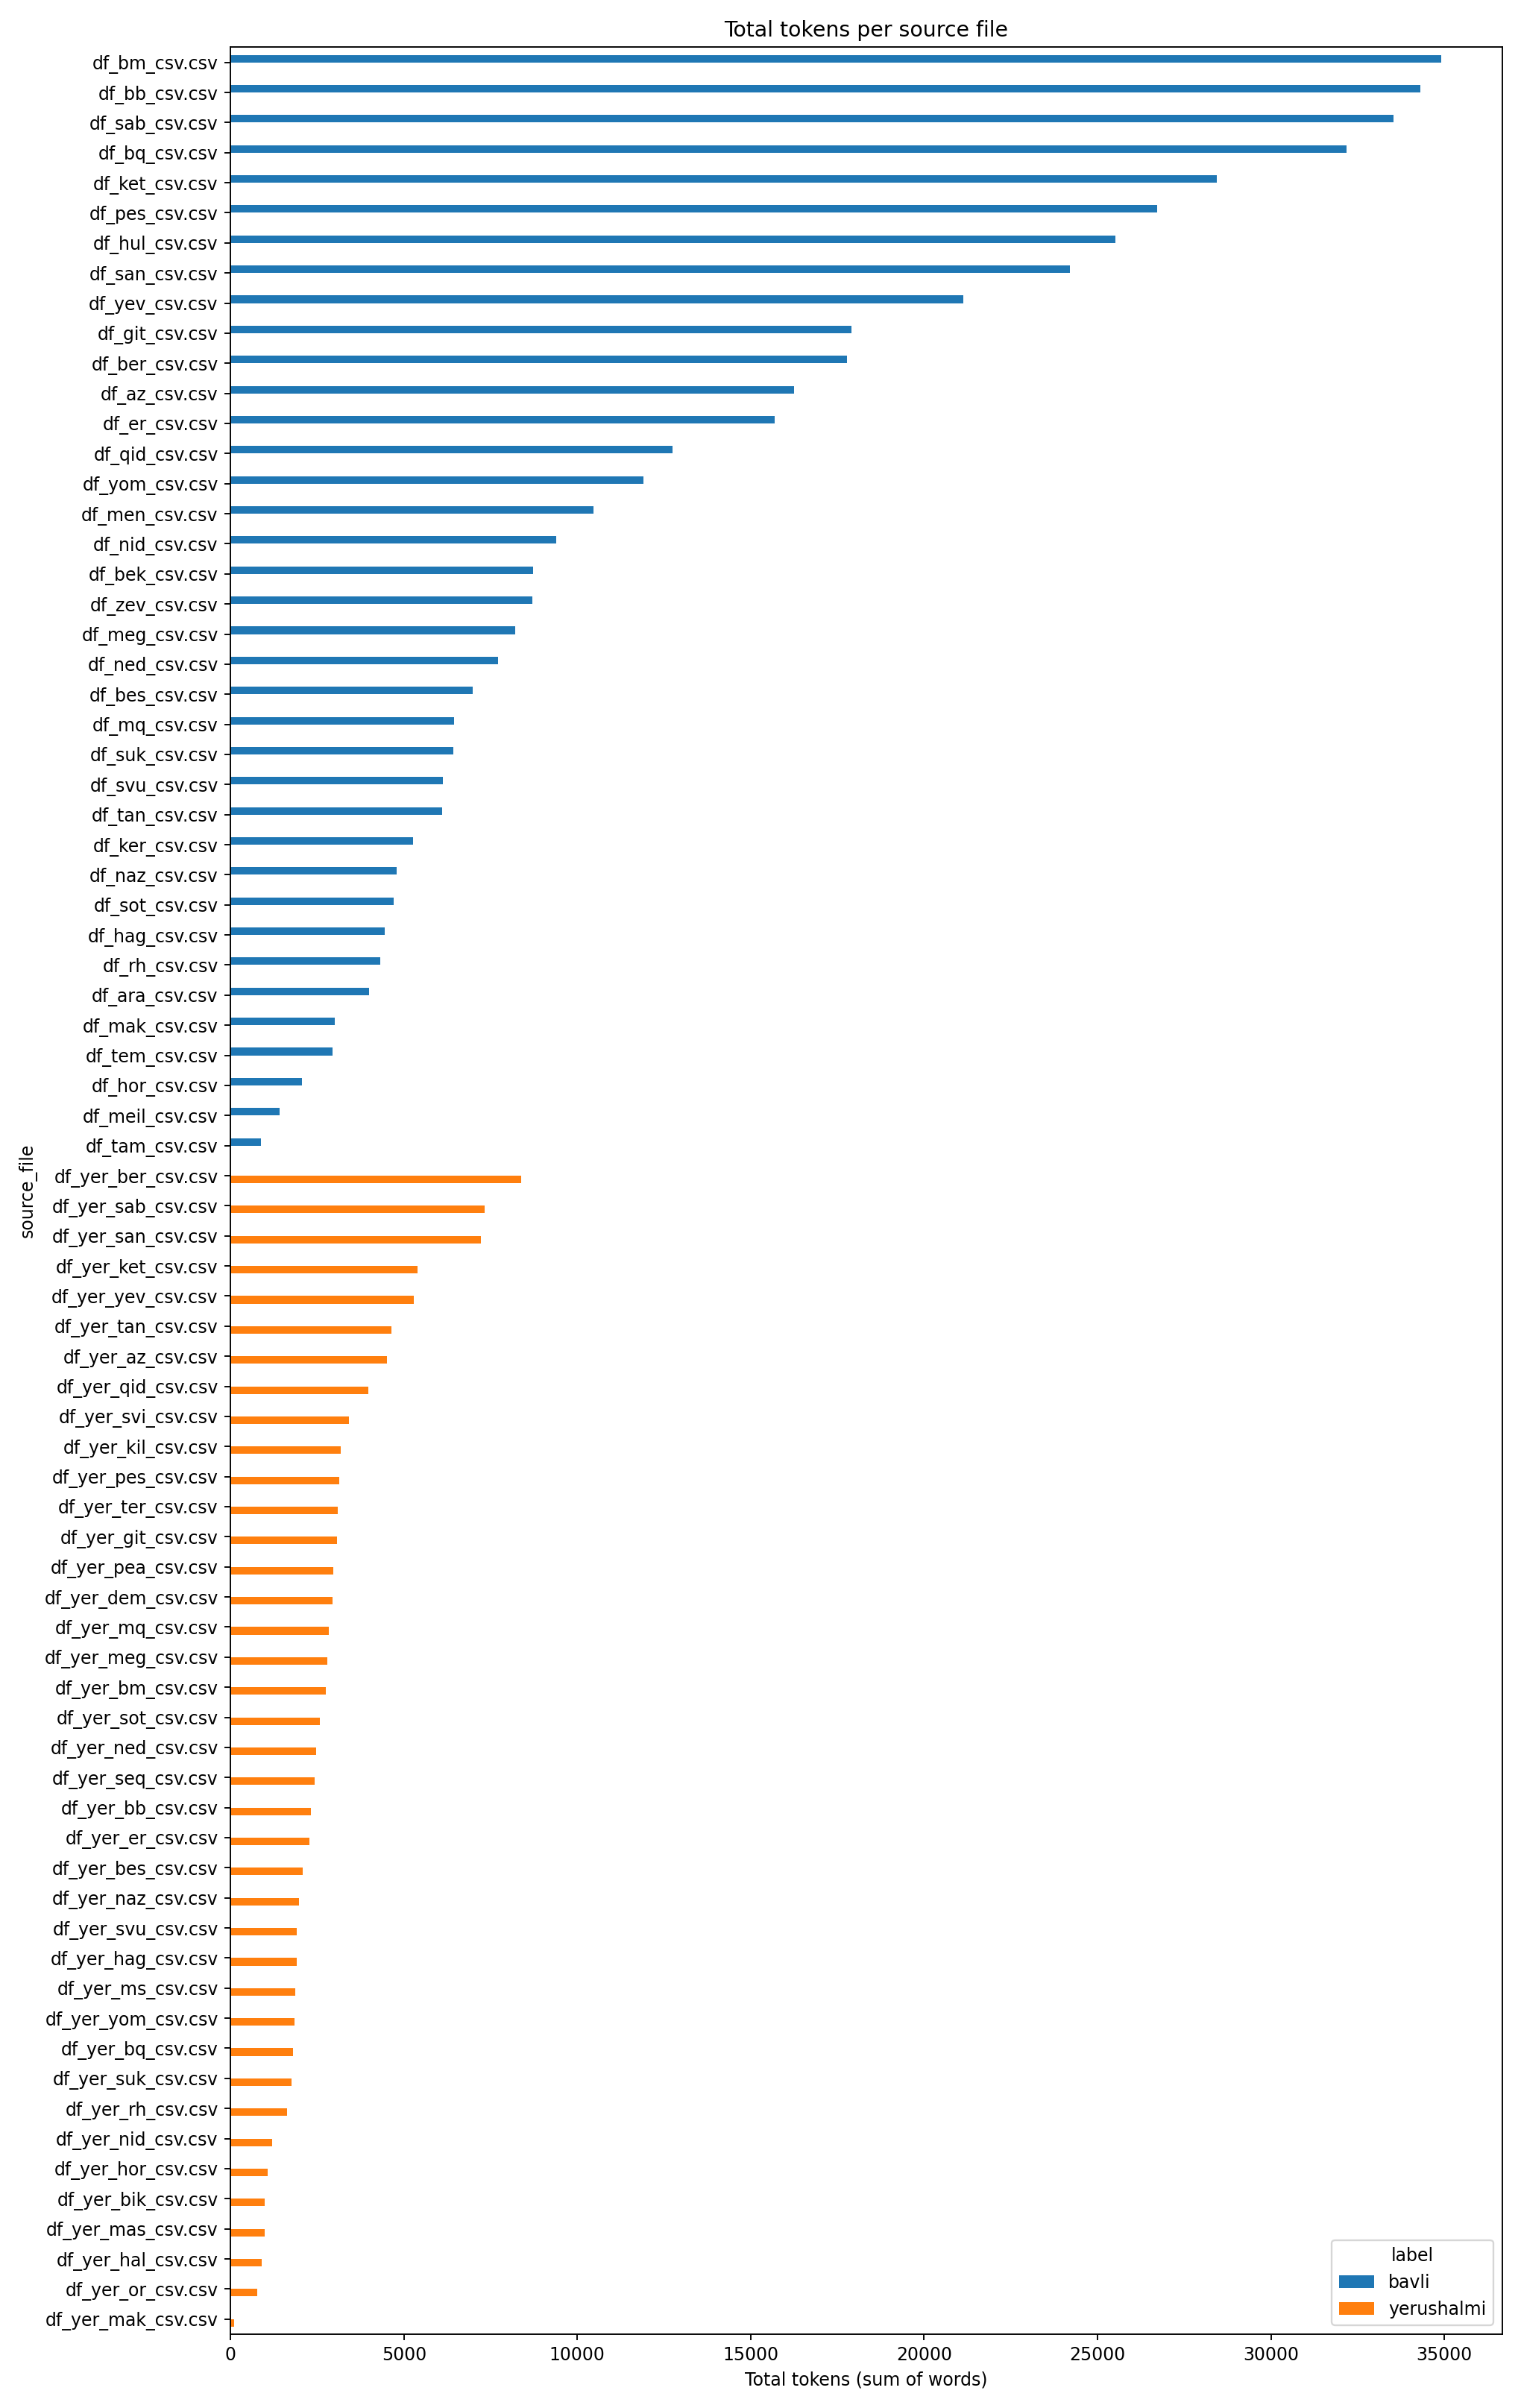 Total tokens per source file
df_bm_csv.csv
df_bb_csv.csv
df_sab_csv.csv
df_bq_csv.csv
df_ket_csv.csv
df_pes_csv.csv
df_hul_csv.csv
df_san_csv.csv
df_yev_csv.csv
df_git_csv.csv
df_ber_csv.csv
df_az_csv.csv
df_er_csv.csv
df_qid_csv.csv
df_yom_csv.csv
df_men_csv.csv
df_nid_csv.csv
df_bek_csv.csv
df_zev_csv.csv
df_meg_csv.csv
df_ned_csv.csv
df_bes_csv.csv
df_mq_csv.csv
df_suk_csv.csv
df_svu_csv.csv
df_tan_csv.csv
df_ker_csv.csv
df_naz_csv.csv
df_sot_csv.csv
df_hag_csv.csv
df_rh_csv.csv
df_ara_csv.csv
df_mak_csv.csv
df_tem_csv.csv
df_hor_csv.csv
df_meil_csv.csv
df_tam_csv.csv
df_yer_ber_csv.csv
df_yer_sab_csv.csv
df_yer_san_csv.csv
df_yer_ket_csv.csv
df_yer_yev_csv.csv
df_yer_tan_csv.csv
df_yer_az_csv.csv
df_yer_qid_csv.csv
df_yer_svi_csv.csv
df_yer_kil_csv.csv
df_yer_pes_csv.csv
df_yer_ter_csv.csv
df_yer_git_csv.csv
df_yer_pea_csv.csv
df_yer_dem_csv.csv
df_yer_mq_csv.csv
df_yer_meg_csv.csv
df_yer_bm_csv.csv
df_yer_sot_csv.csv
df_yer_ned_csv.csv
df_yer_seq_csv.csv
df_yer_bb_csv.csv
df_yer_er_csv.csv
df_yer_bes_csv.csv
df_yer_naz_csv.csv
df_yer_svu_csv.csv
df_yer_hag_csv.csv
df_yer_ms_csv.csv
df_yer_yom_csv.csv
df_yer_bq_csv.csv
df_yer_suk_csv.csv
df_yer_rh_csv.csv
df_yer_nid_csv.csv
df_yer_hor_csv.csv
df_yer_bik_csv.csv
df_yer_mas_csv.csv
df_yer_hal_csv.csv
df_yer_or_csv.csv
df_yer_mak_csv.csv
source_file
label
bavli
yerushalmi
0 5000 10000 15000 20000 25000 30000 35000
Total tokens (sum of words)